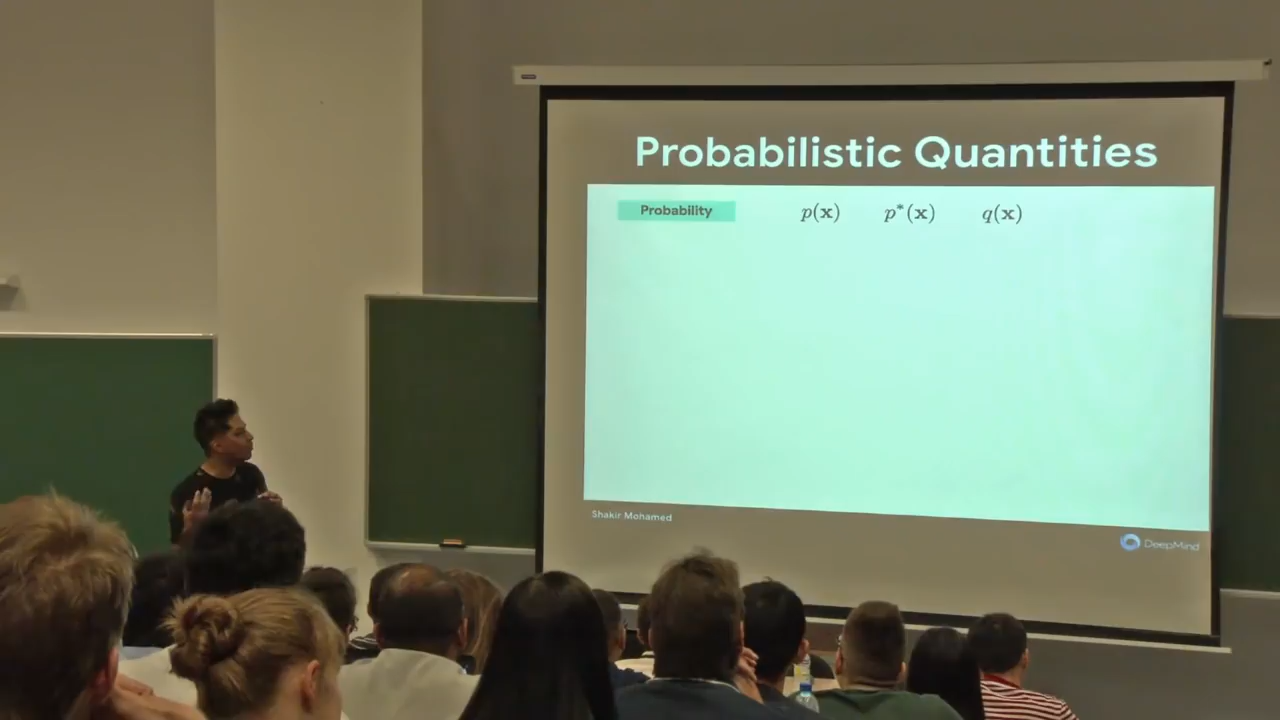 Probabilistic Quantities
Probability p(x) p*(x) q(x)
Shakir Mohamed
DeepMind